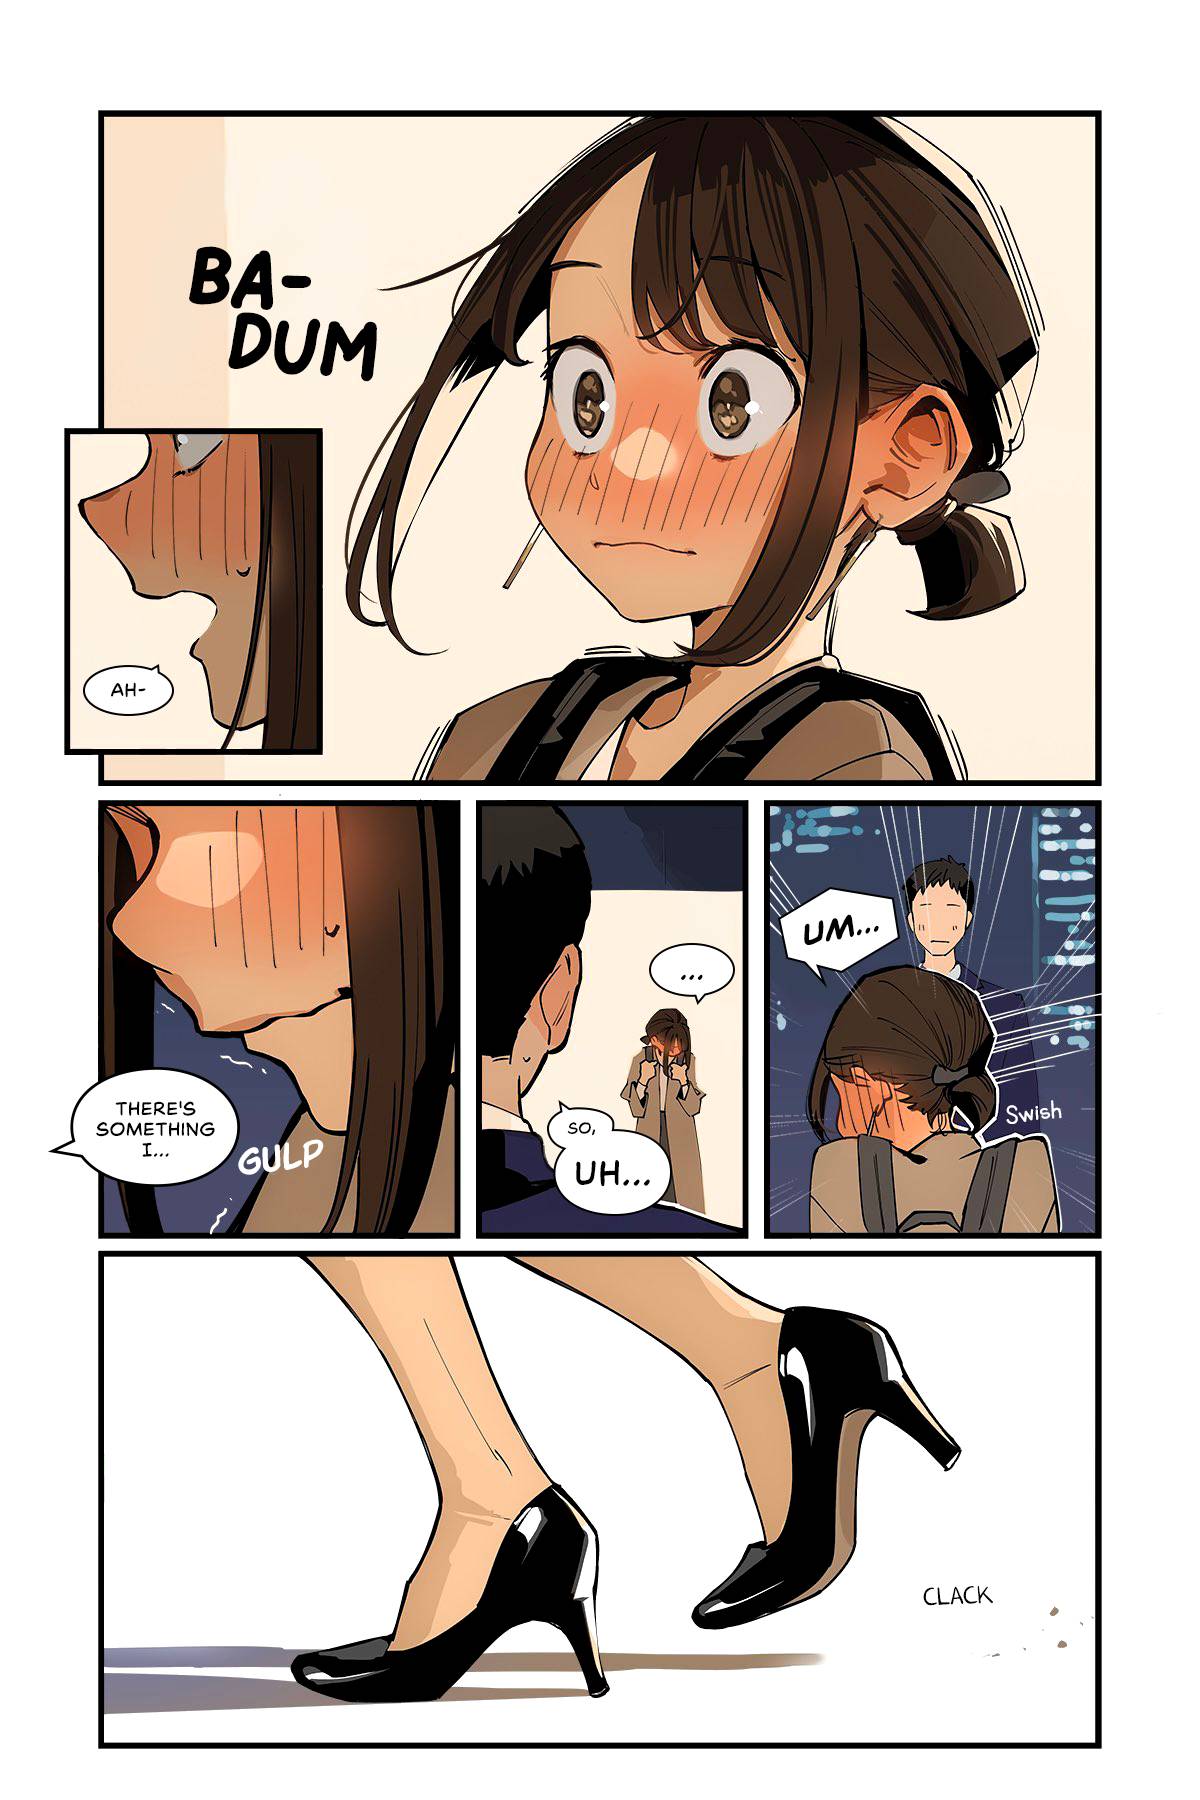 BA-
DUM
AH-
THERE'S
SOMETHING
I...
GULP
...
SO,
UH...
UM...
Swish
CLACK